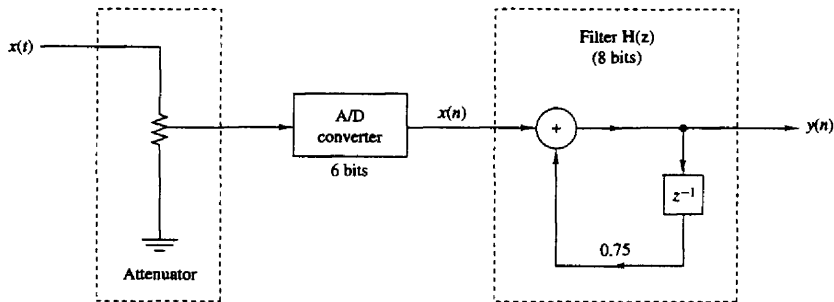 x(t)
Attenuator
A/D
converter
6 bits
x(n)
Filter H(z)
(8 bits)
+
z⁻¹
0.75
y(n)